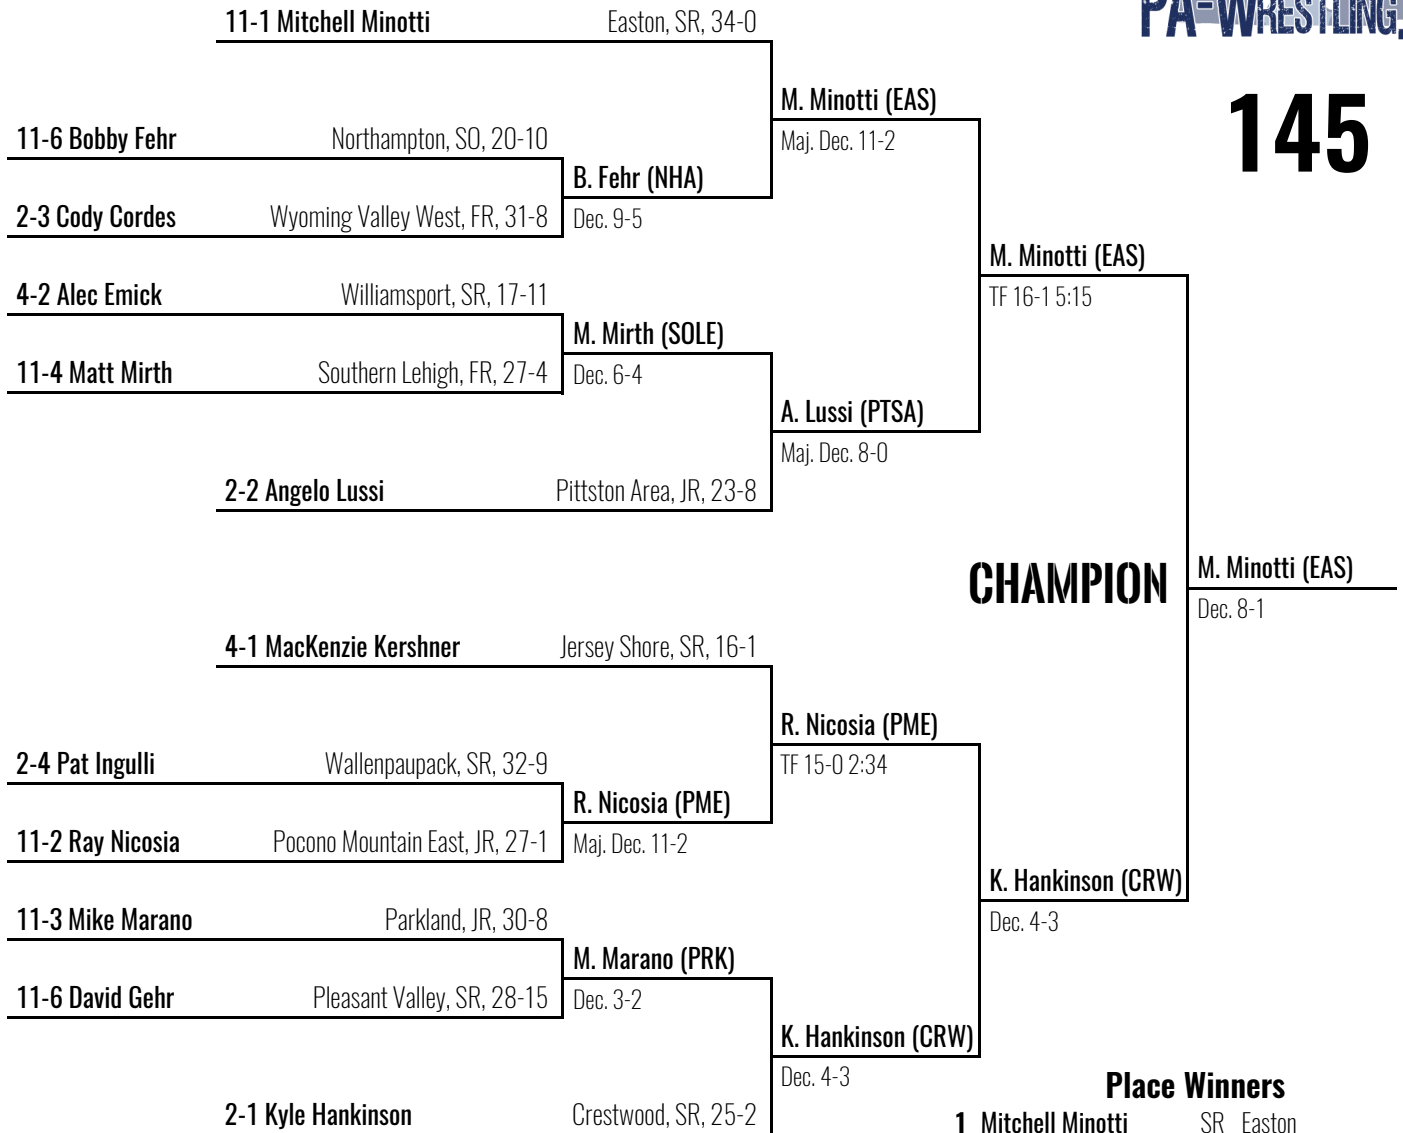 PA-WRESTLING.
145
11-1 Mitchell Minotti Easton, SR, 34-0
M. Minotti (EAS)
Maj. Dec. 11-2
11-6 Bobby Fehr Northampton, SO, 20-10
B. Fehr (NHA)
Dec. 9-5
2-3 Cody Cordes Wyoming Valley West, FR, 31-8
M. Minotti (EAS)
TF 16-1 5:15
4-2 Alec Emick Williamsport, SR, 17-11
M. Mirth (SOLE)
Dec. 6-4
11-4 Matt Mirth Southern Lehigh, FR, 27-4
A. Lussi (PTSA)
Maj. Dec. 8-0
2-2 Angelo Lussi Pittston Area, JR, 23-8
CHAMPION
M. Minotti (EAS)
Dec. 8-1
4-1 MacKenzie Kershner Jersey Shore, SR, 16-1
R. Nicosia (PME)
TF 15-0 2:34
2-4 Pat Ingulli Wallenpaupack, SR, 32-9
R. Nicosia (PME)
Maj. Dec. 11-2
11-2 Ray Nicosia Pocono Mountain East, JR, 27-1
K. Hankinson (CRW)
Dec. 4-3
11-3 Mike Marano Parkland, JR, 30-8
M. Marano (PRK)
Dec. 3-2
11-6 David Gehr Pleasant Valley, SR, 28-15
K. Hankinson (CRW)
Dec. 4-3
2-1 Kyle Hankinson Crestwood, SR, 25-2
Place Winners
1 Mitchell Minotti SR Easton